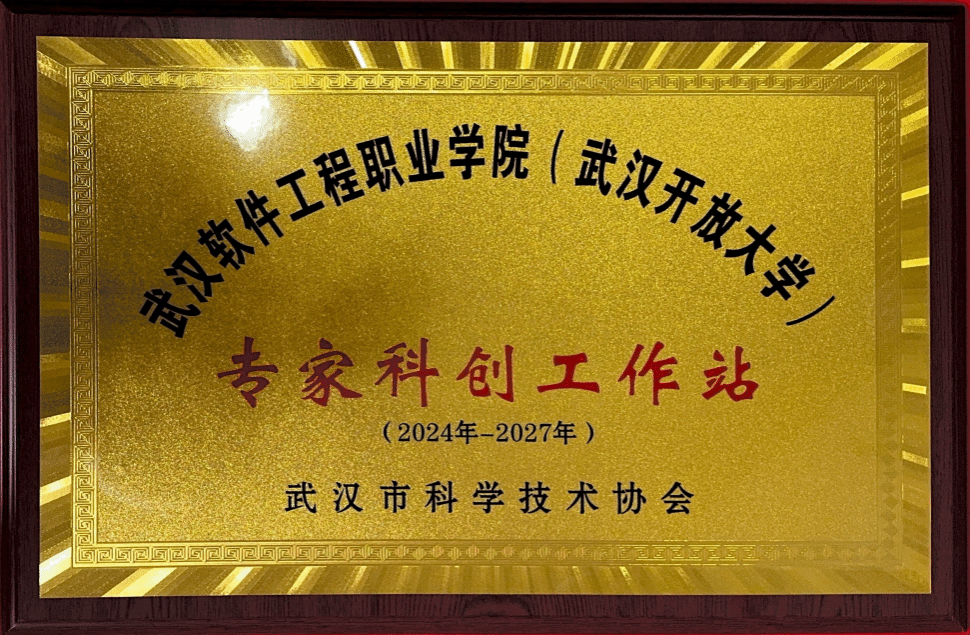 武汉软件工程职业学院（武汉开放大学）
专家科创工作站
（2024年-2027年）
武汉市科学技术协会